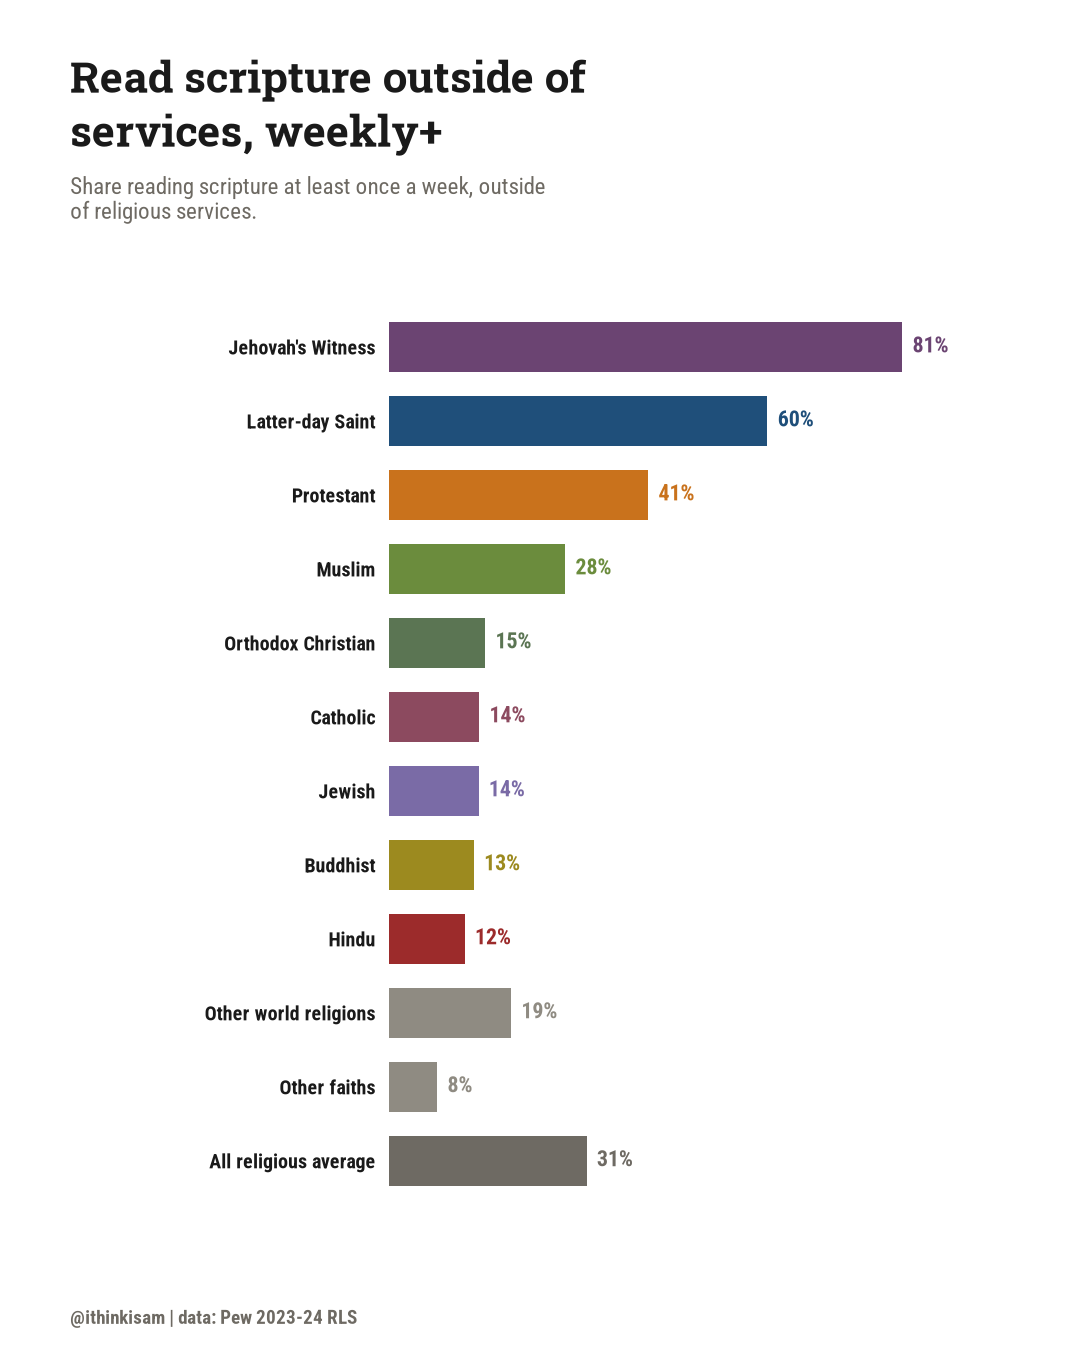 Read scripture outside of
services, weekly+
Share reading scripture at least once a week, outside
of religious services.
Jehovah's Witness 81%
Latter-day Saint 60%
Protestant 41%
Muslim 28%
Orthodox Christian 15%
Catholic 14%
Jewish 14%
Buddhist 13%
Hindu 12%
Other world religions 19%
Other faiths 8%
All religious average 31%
@ithinkisam | data: Pew 2023-24 RLS